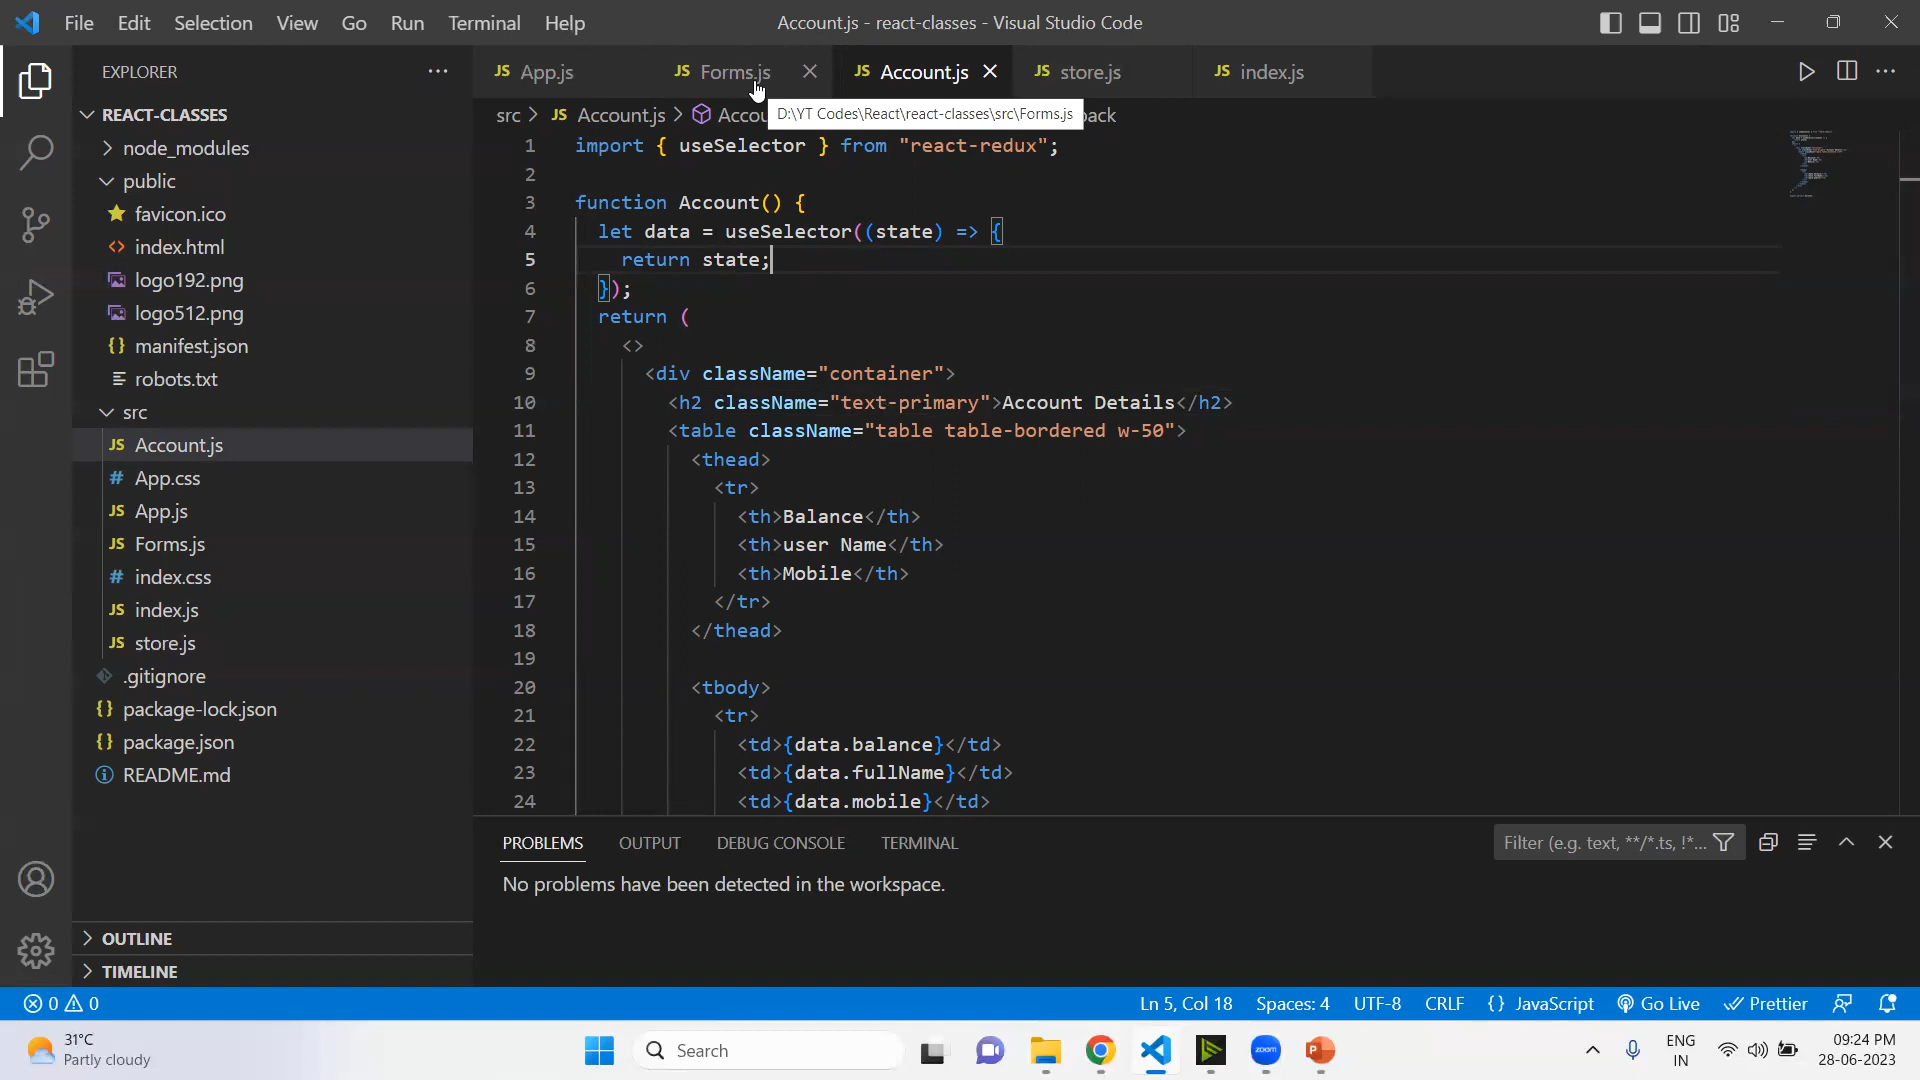 File Edit Selection View Go Run Terminal Help
Account.js - react-classes - Visual Studio Code
EXPLORER
REACT-CLASSES
node_modules
public
favicon.ico
index.html
logo192.png
logo512.png
manifest.json
robots.txt
src
JS Account.js
# App.css
JS App.js
JS Forms.js
# index.css
JS index.js
JS store.js
.gitignore
{} package-lock.json
{} package.json
README.md
OUTLINE
TIMELINE
JS App.js JS Forms.js JS Account.js JS store.js JS index.js
src > JS Account.js >
D:\YT Codes\React\react-classes\src\Forms.js
1 import { useSelector } from "react-redux";
2
3 function Account() {
4 let data = useSelector((state) => {
5 return state;
6 });
7 return (
8 <>
9 <div className="container">
10 <h2 className="text-primary">Account Details</h2>
11 <table className="table table-bordered w-50">
12 <thead>
13 <tr>
14 <th>Balance</th>
15 <th>user Name</th>
16 <th>Mobile</th>
17 </tr>
18 </thead>
19
20 <tbody>
21 <tr>
22 <td>{data.balance}</td>
23 <td>{data.fullName}</td>
24 <td>{data.mobile}</td>
PROBLEMS OUTPUT DEBUG CONSOLE TERMINAL
Filter (e.g. text, **/*.ts, !*...
No problems have been detected in the workspace.
0 0
Ln 5, Col 18 Spaces: 4 UTF-8 CRLF {} JavaScript Go Live Prettier
31°C
Partly cloudy
Search
zoom
ENG
IN
09:24 PM
28-06-2023